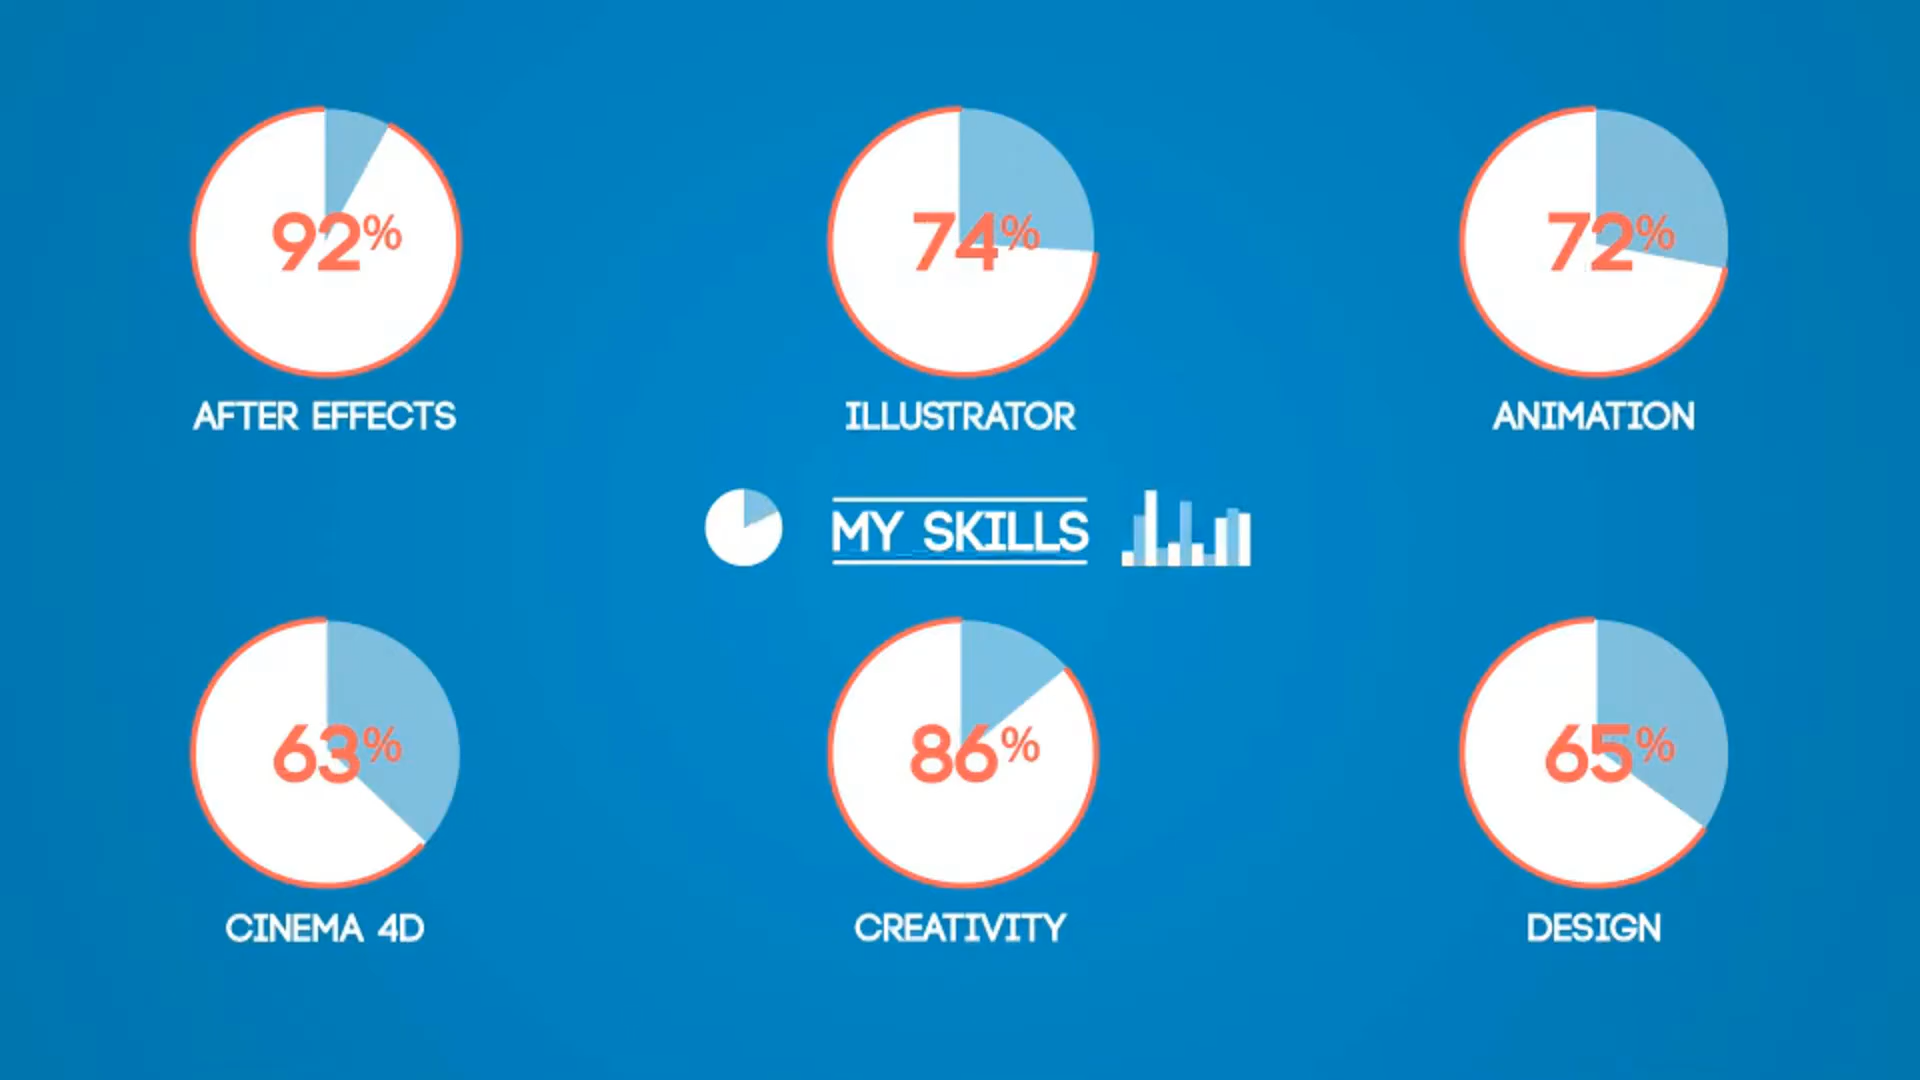 92%
74%
72%
AFTER EFFECTS
ILLUSTRATOR
ANIMATION
MY SKILLS
63%
86%
65%
CINEMA 4D
CREATIVITY
DESIGN